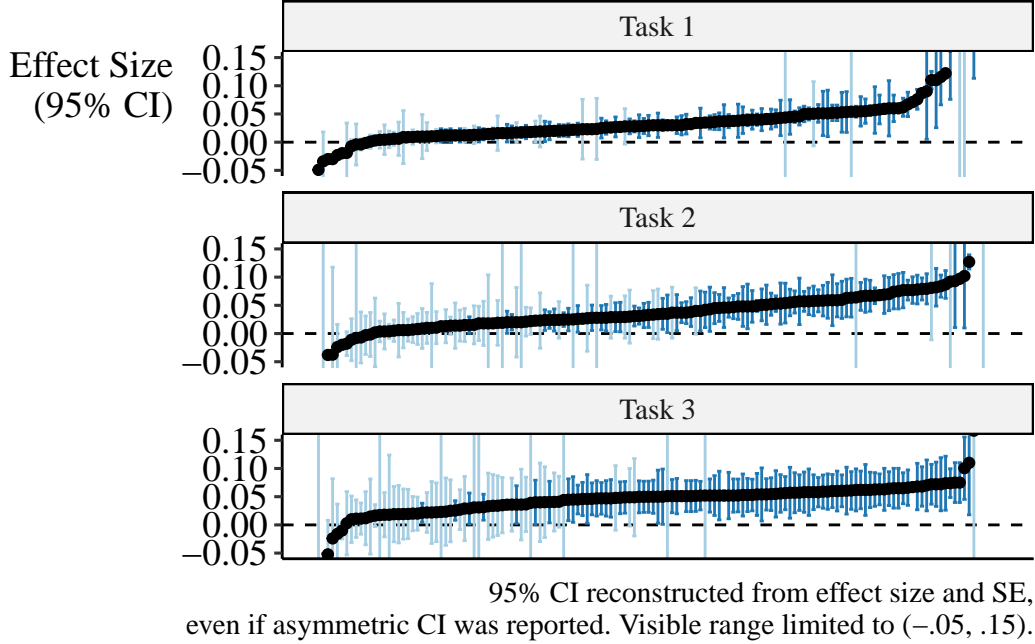 Task 1
Effect Size
(95% CI)
0.15
0.10
0.05
0.00
−0.05
Task 2
0.15
0.10
0.05
0.00
−0.05
Task 3
0.15
0.10
0.05
0.00
−0.05
95% CI reconstructed from effect size and SE,
even if asymmetric CI was reported. Visible range limited to (−.05, .15).